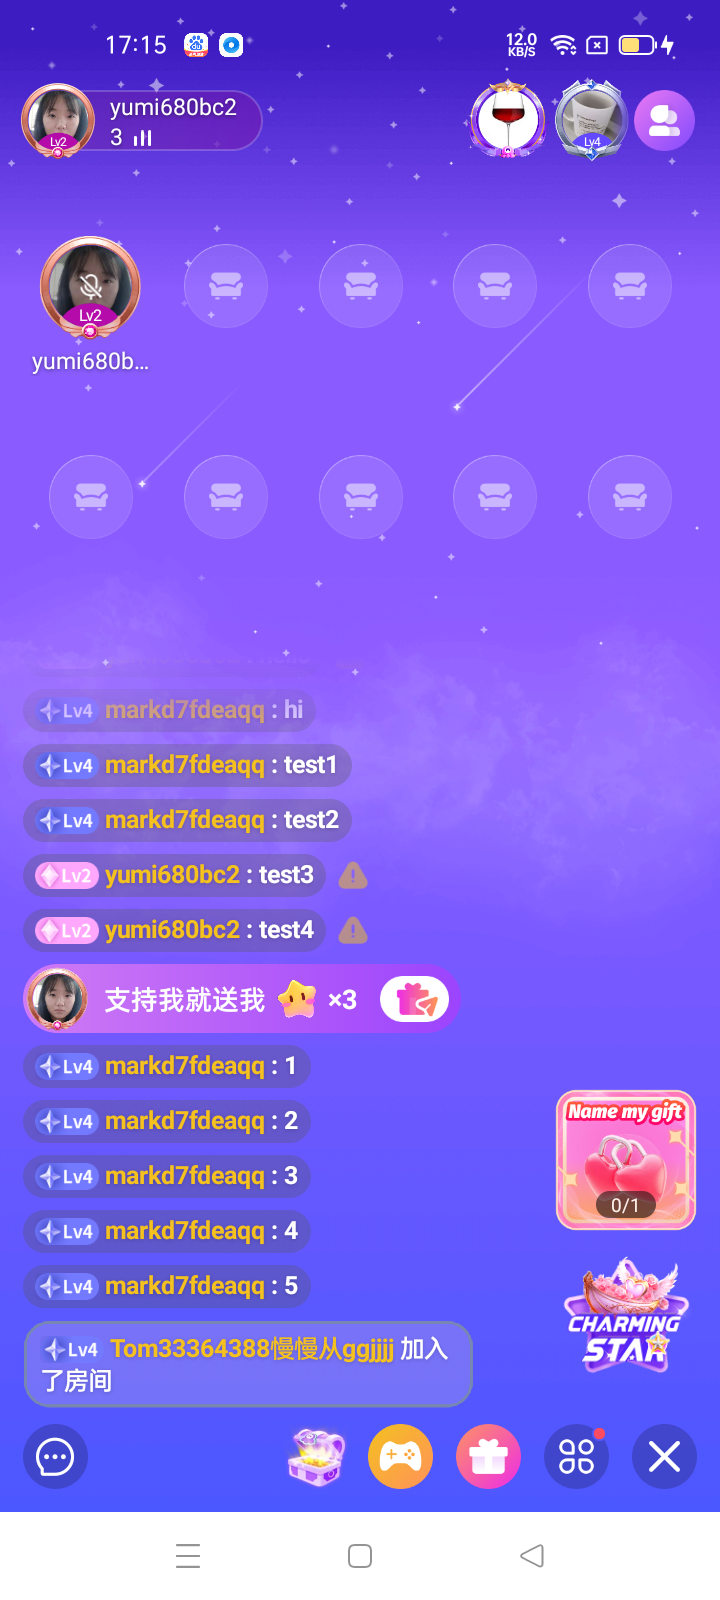 17:15
12.0
KB/S
yumi680bc2
3
Lv2
Lv4
Lv2
yumi680b...
Lv4 markd7fdeaqq : hi
Lv4 markd7fdeaqq : test1
Lv4 markd7fdeaqq : test2
Lv2 yumi680bc2 : test3
Lv2 yumi680bc2 : test4
支持我就送我 ×3
Lv4 markd7fdeaqq : 1
Lv4 markd7fdeaqq : 2
Lv4 markd7fdeaqq : 3
Lv4 markd7fdeaqq : 4
Lv4 markd7fdeaqq : 5
Name my gift
0/1
Lv4 Tom33364388慢慢从ggjjjj 加入
了房间
CHARMING
STAR